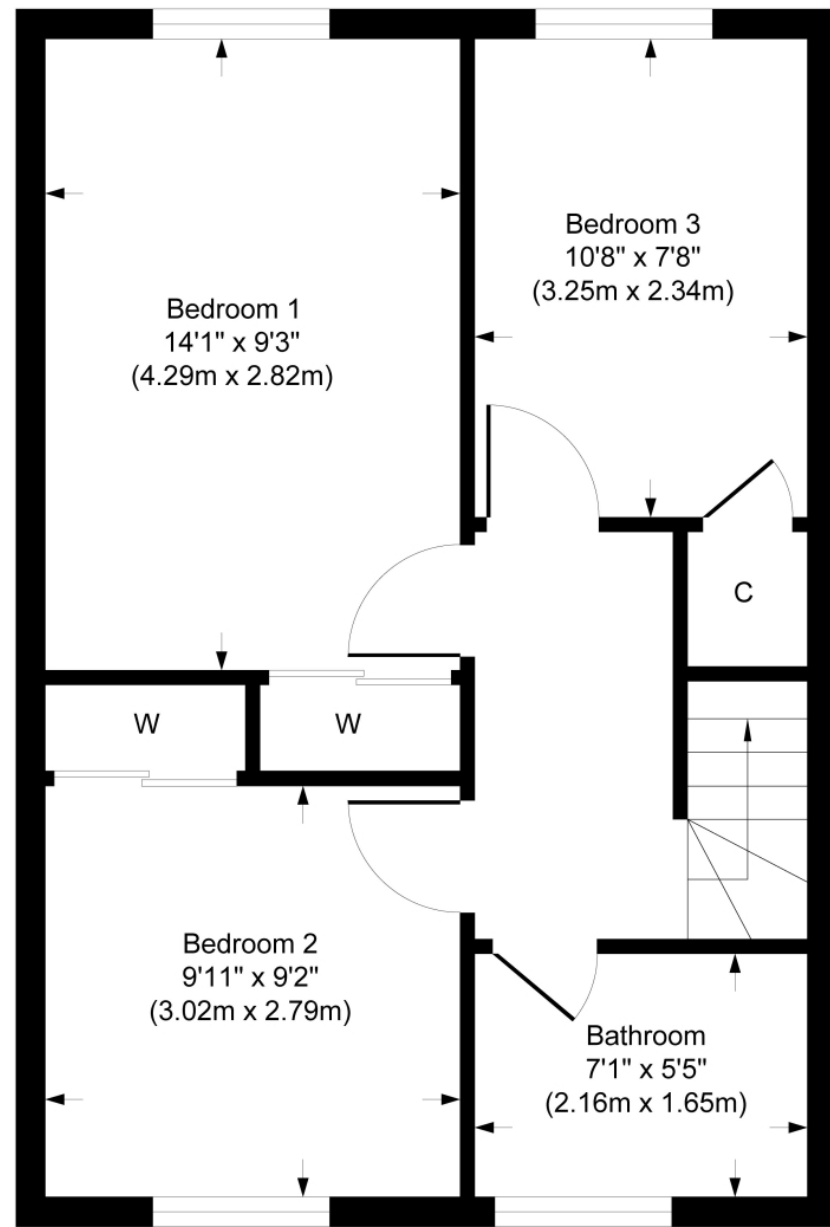 Bedroom 1
14'1" x 9'3"
(4.29m x 2.82m)
Bedroom 3
10'8" x 7'8"
(3.25m x 2.34m)
C
W
W
Bedroom 2
9'11" x 9'2"
(3.02m x 2.79m)
Bathroom
7'1" x 5'5"
(2.16m x 1.65m)